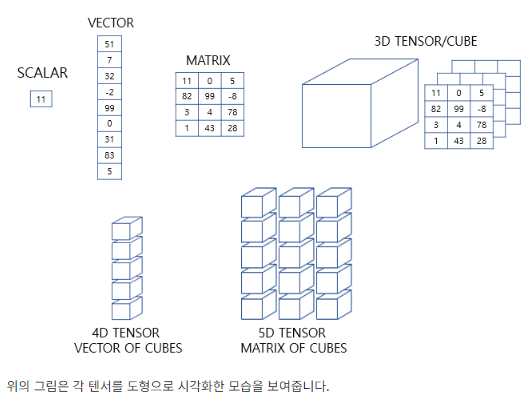 VECTOR
51
7
32
-2
99
0
31
83
5
SCALAR
11
MATRIX
11 0 5
82 99 -8
3 4 78
1 43 28
3D TENSOR/CUBE
11 0 5
82 99 -8
3 4 78
1 43 28
4D TENSOR
VECTOR OF CUBES
5D TENSOR
MATRIX OF CUBES
위의 그림은 각 텐서를 도형으로 시각화한 모습을 보여줍니다.